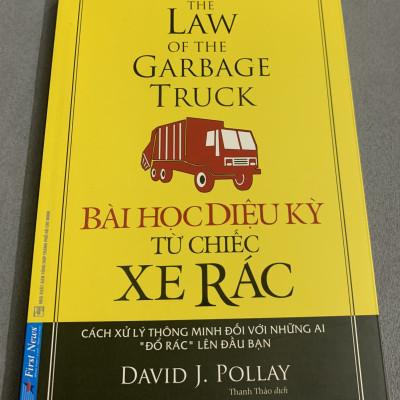 THE
LAW
OF THE
GARBAGE
TRUCK
BÀI HỌC DIỆU KỲ
TỪ CHIẾC
XE RÁC
CÁCH XỬ LÝ THÔNG MINH ĐỐI VỚI NHỮNG AI
"ĐỔ RÁC" LÊN ĐẦU BẠN
DAVID J. POLLAY
Thanh Thảo dịch
First News